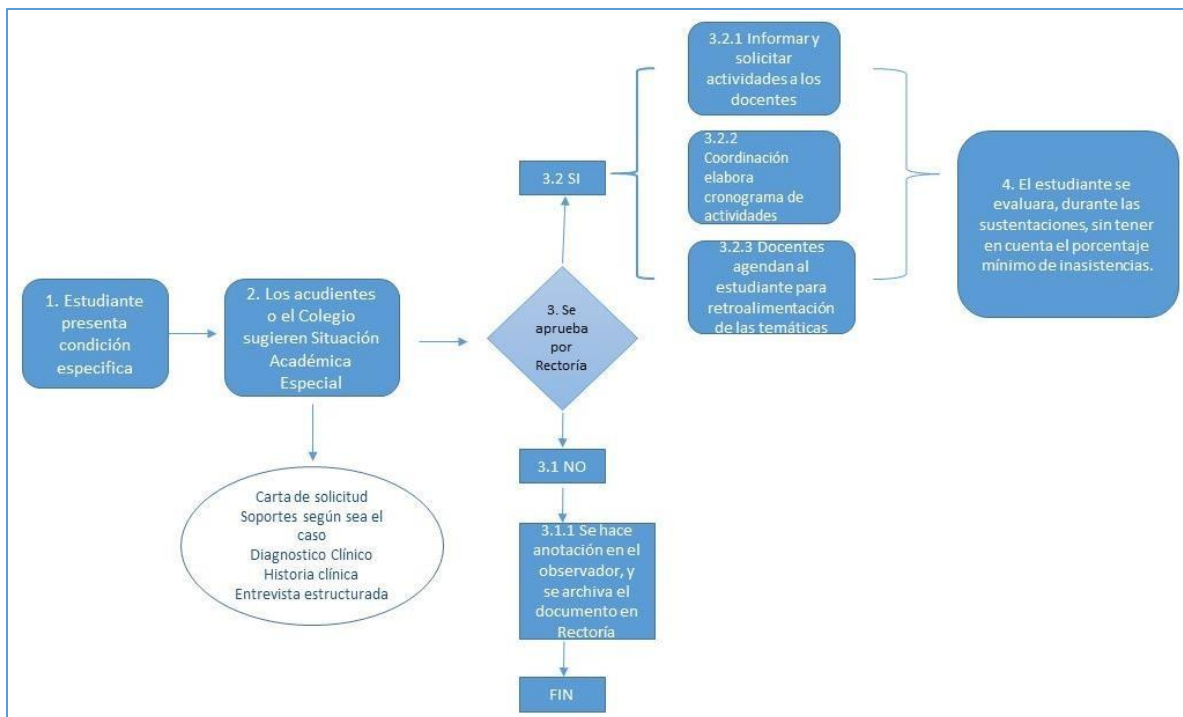 1. Estudiante
presenta
condición
especifica
2. Los acudientes
o el Colegio
sugieren Situación
Académica
Especial
Carta de solicitud
Soportes según sea el
caso
Diagnostico Clínico
Historia clínica
Entrevista estructurada
3. Se
aprueba
por
Rectoría
3.1 NO
3.1.1 Se hace
anotación en el
observador, y
se archiva el
documento en
Rectoría
FIN
3.2 SI
3.2.1 Informar y
solicitar
actividades a los
docentes
3.2.2
Coordinación
elabora
cronograma de
actividades
3.2.3 Docentes
agendan al
estudiante para
retroalimentación
de las temáticas
4. El estudiante se
evaluara, durante las
sustentaciones, sin tener
en cuenta el porcentaje
mínimo de inasistencias.